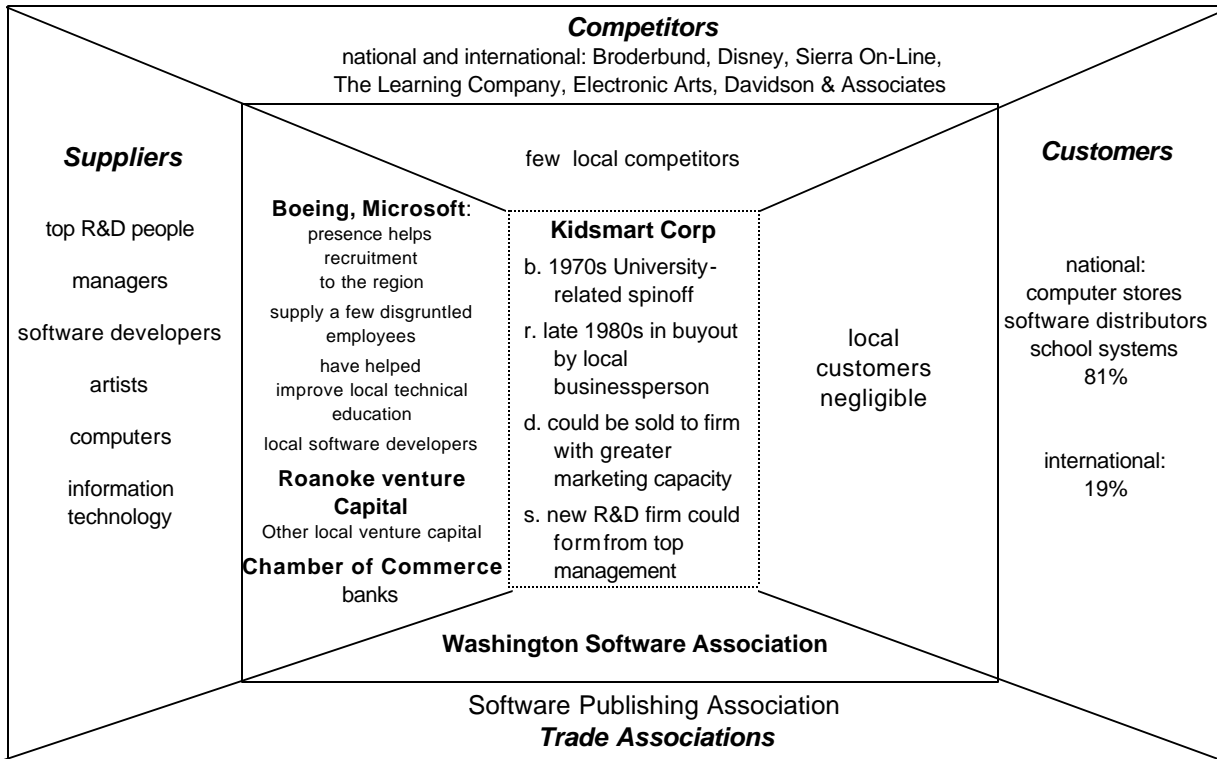 Competitors
national and international: Broderbund, Disney, Sierra On-Line,
The Learning Company, Electronic Arts, Davidson & Associates
few local competitors
Suppliers
top R&D people
managers
software developers
artists
computers
information
technology
Boeing, Microsoft:
presence helps
recruitment
to the region
supply a few disgruntled
employees
have helped
improve local technical
education
local software developers
Roanoke venture
Capital
Other local venture capital
Chamber of Commerce
banks
Kidsmart Corp
b. 1970s University-
related spinoff
r. late 1980s in buyout
by local
businessperson
d. could be sold to firm
with greater
marketing capacity
s. new R&D firm could
form from top
management
local
customers
negligible
Customers
national:
computer stores
software distributors
school systems
81%
international:
19%
Washington Software Association
Software Publishing Association
Trade Associations